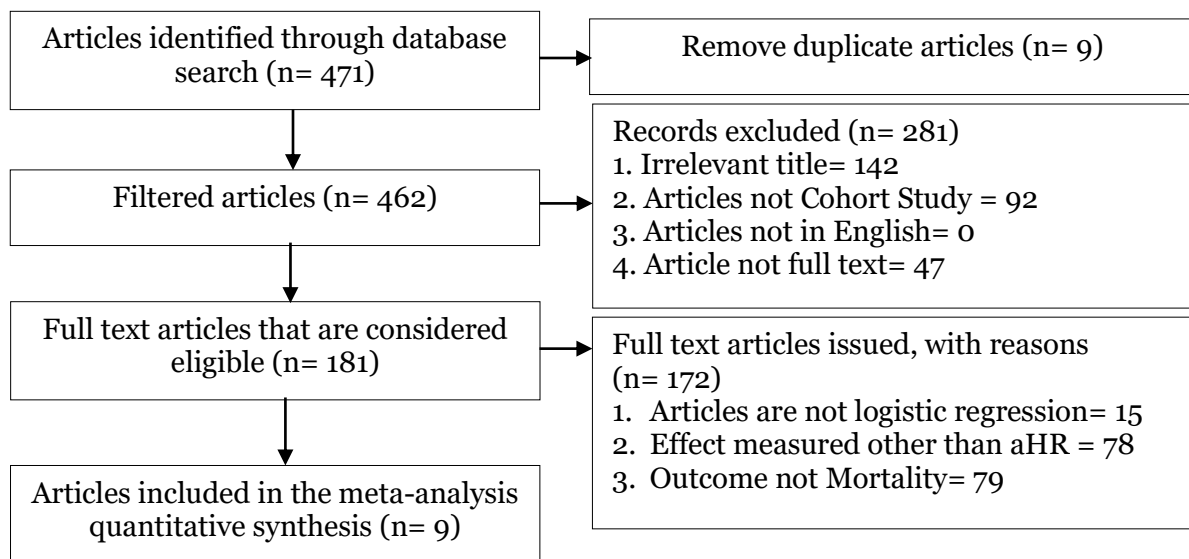 Articles identified through database
search (n= 471)
Remove duplicate articles (n= 9)
Filtered articles (n= 462)
Records excluded (n= 281)
1. Irrelevant title= 142
2. Articles not Cohort Study = 92
3. Articles not in English= 0
4. Article not full text= 47
Full text articles that are considered
eligible (n= 181)
Full text articles issued, with reasons
(n= 172)
1. Articles are not logistic regression= 15
2. Effect measured other than aHR = 78
3. Outcome not Mortality= 79
Articles included in the meta-analysis
quantitative synthesis (n= 9)